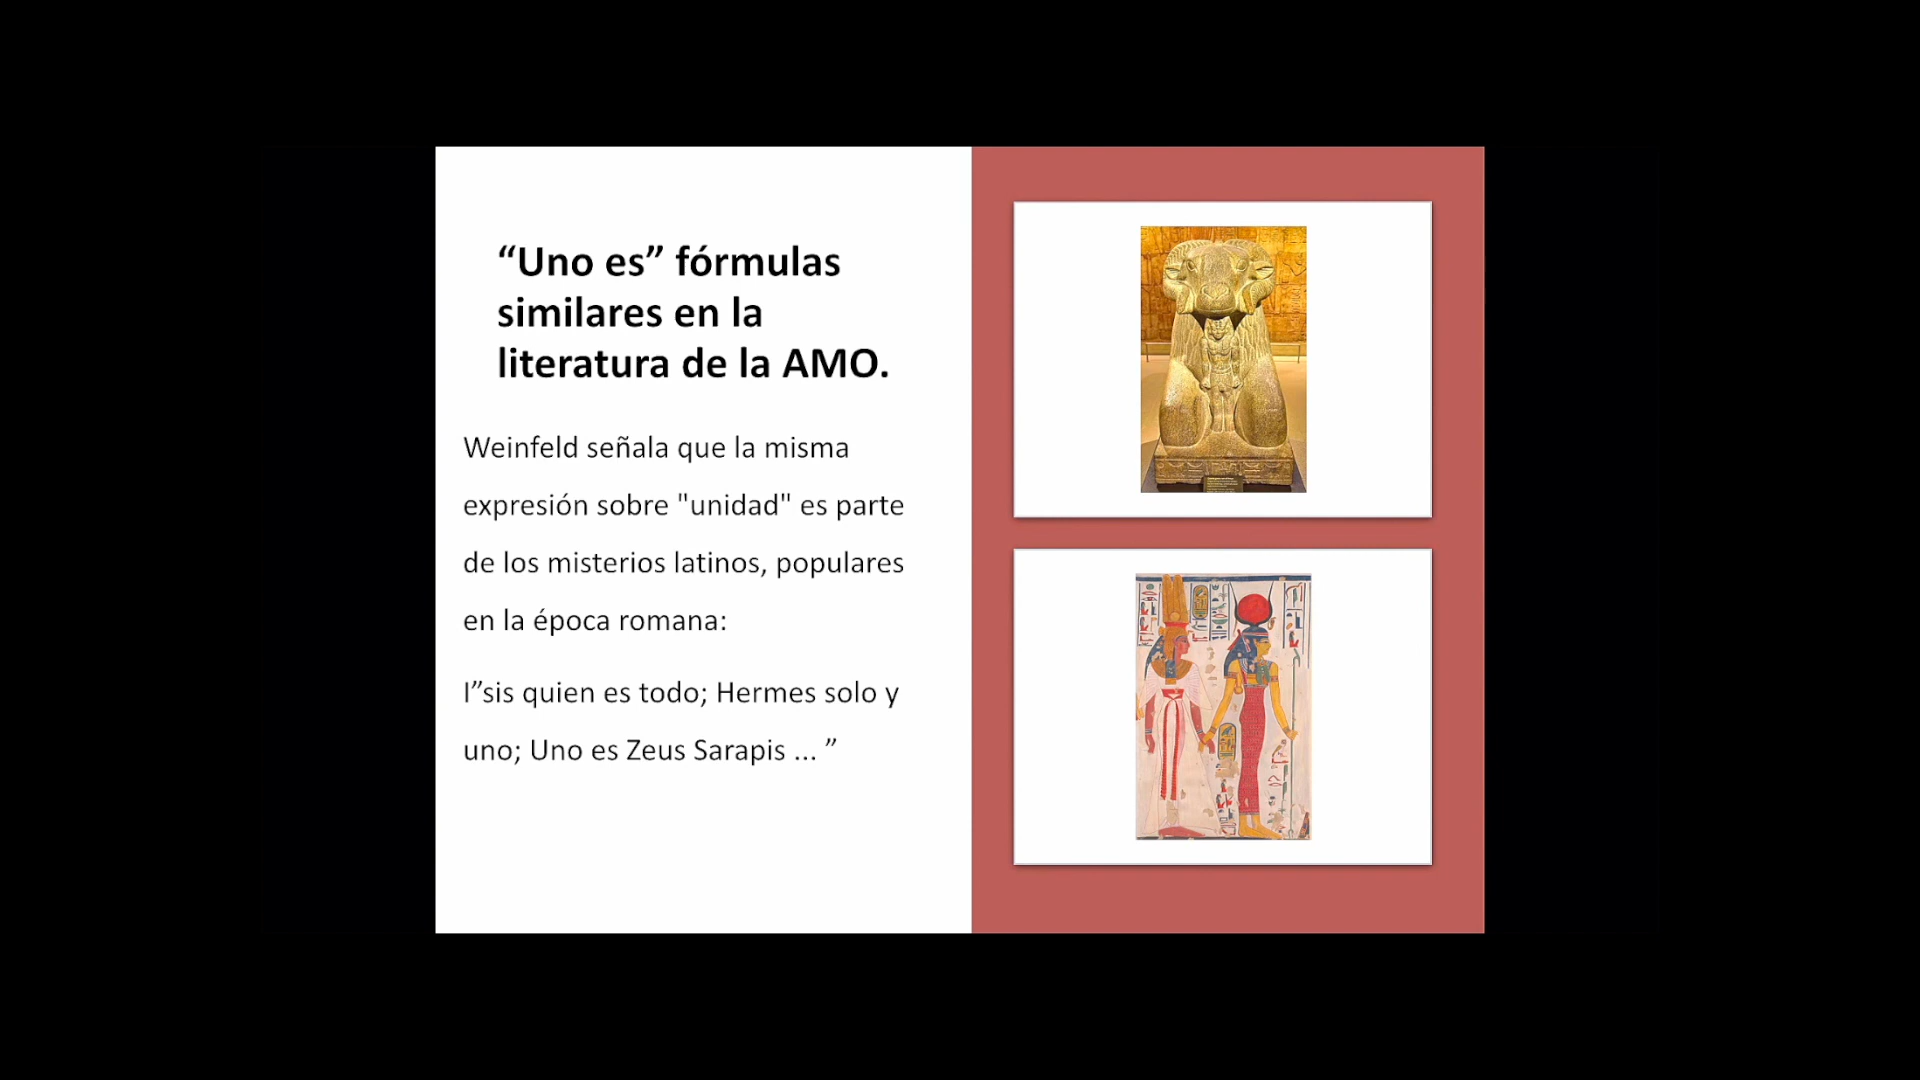 “Uno es” fórmulas
similares en la
literatura de la AMO.
Weinfeld señala que la misma
expresión sobre "unidad" es parte
de los misterios latinos, populares
en la época romana:
I”sis quien es todo; Hermes solo y
uno; Uno es Zeus Sarapis ... ”